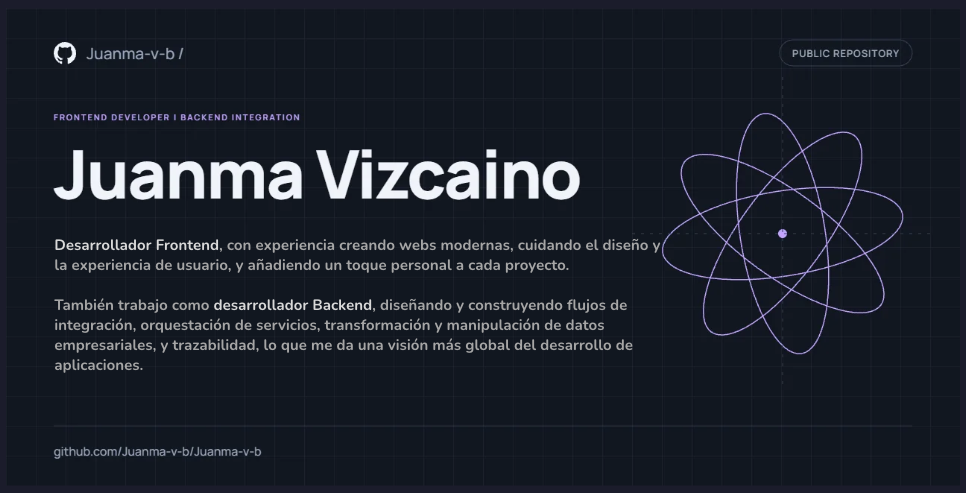 Juanma-v-b /
PUBLIC REPOSITORY
FRONTEND DEVELOPER | BACKEND INTEGRATION
Juanma Vizcaino
Desarrollador Frontend, con experiencia creando webs modernas, cuidando el diseño y
la experiencia de usuario, y añadiendo un toque personal a cada proyecto.
También trabajo como desarrollador Backend, diseñando y construyendo flujos de
integración, orquestación de servicios, transformación y manipulación de datos
empresariales, y trazabilidad, lo que me da una visión más global del desarrollo de
aplicaciones.
github.com/Juanma-v-b/Juanma-v-b